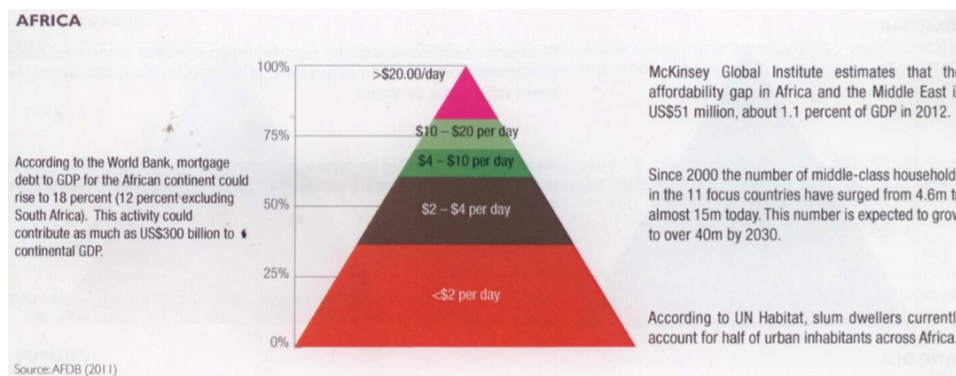 AFRICA
According to the World Bank, mortgage
debt to GDP for the African continent could
rise to 18 percent (12 percent excluding
South Africa). This activity could
contribute as much as US$300 billion to
continental GDP.
100%
75%
50%
25%
0%
>$20.00/day
$10 – $20 per day
$4 – $10 per day
$2 – $4 per day
<$2 per day
McKinsey Global Institute estimates that the
affordability gap in Africa and the Middle East i
US$51 million, about 1.1 percent of GDP in 2012.
Since 2000 the number of middle-class household
in the 11 focus countries have surged from 4.6m t
almost 15m today. This number is expected to grow
to over 40m by 2030.
According to UN Habitat, slum dwellers currentl
account for half of urban inhabitants across Africa
Source: AFDB (2011)